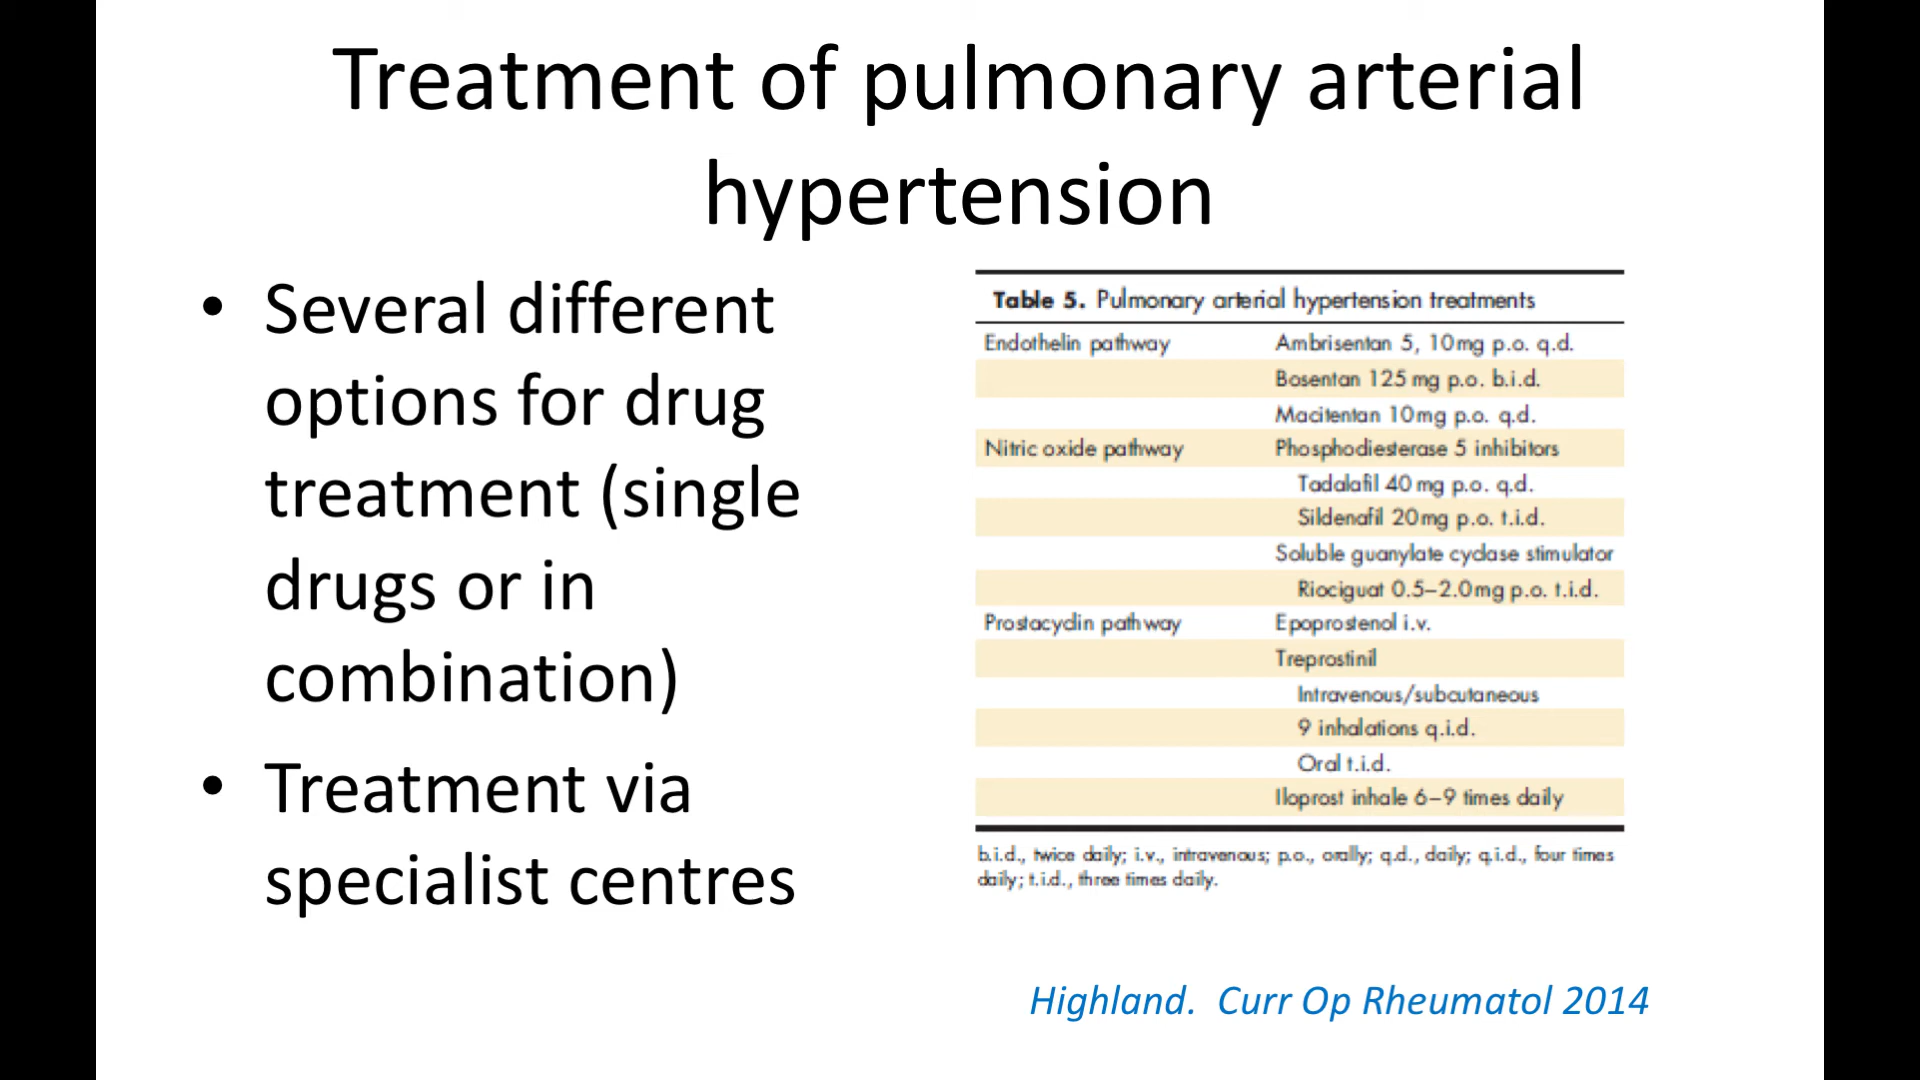 Treatment of pulmonary arterial
hypertension
• Several different
options for drug
treatment (single
drugs or in
combination)
• Treatment via
specialist centres
Table 5. Pulmonary arterial hypertension treatments
Endothelin pathway Ambrisentan 5, 10mg p.o. q.d.
Bosentan 125 mg p.o. b.i.d.
Macitentan 10mg p.o. q.d.
Nitric oxide pathway Phosphodiesterase 5 inhibitors
Tadalafil 40 mg p.o. q.d.
Sildenafil 20mg p.o. t.i.d.
Soluble guanylate cyclase stimulator
Riociguat 0.5–2.0mg p.o. t.i.d.
Prostacyclin pathway Epoprostenol i.v.
Treprostinil
Intravenous/subcutaneous
9 inhalations q.i.d.
Oral t.i.d.
Iloprost inhale 6–9 times daily
b.i.d., twice daily; i.v., intravenous; p.o., orally; q.d., daily; q.i.d., four times
daily; t.i.d., three times daily.
Highland. Curr Op Rheumatol 2014